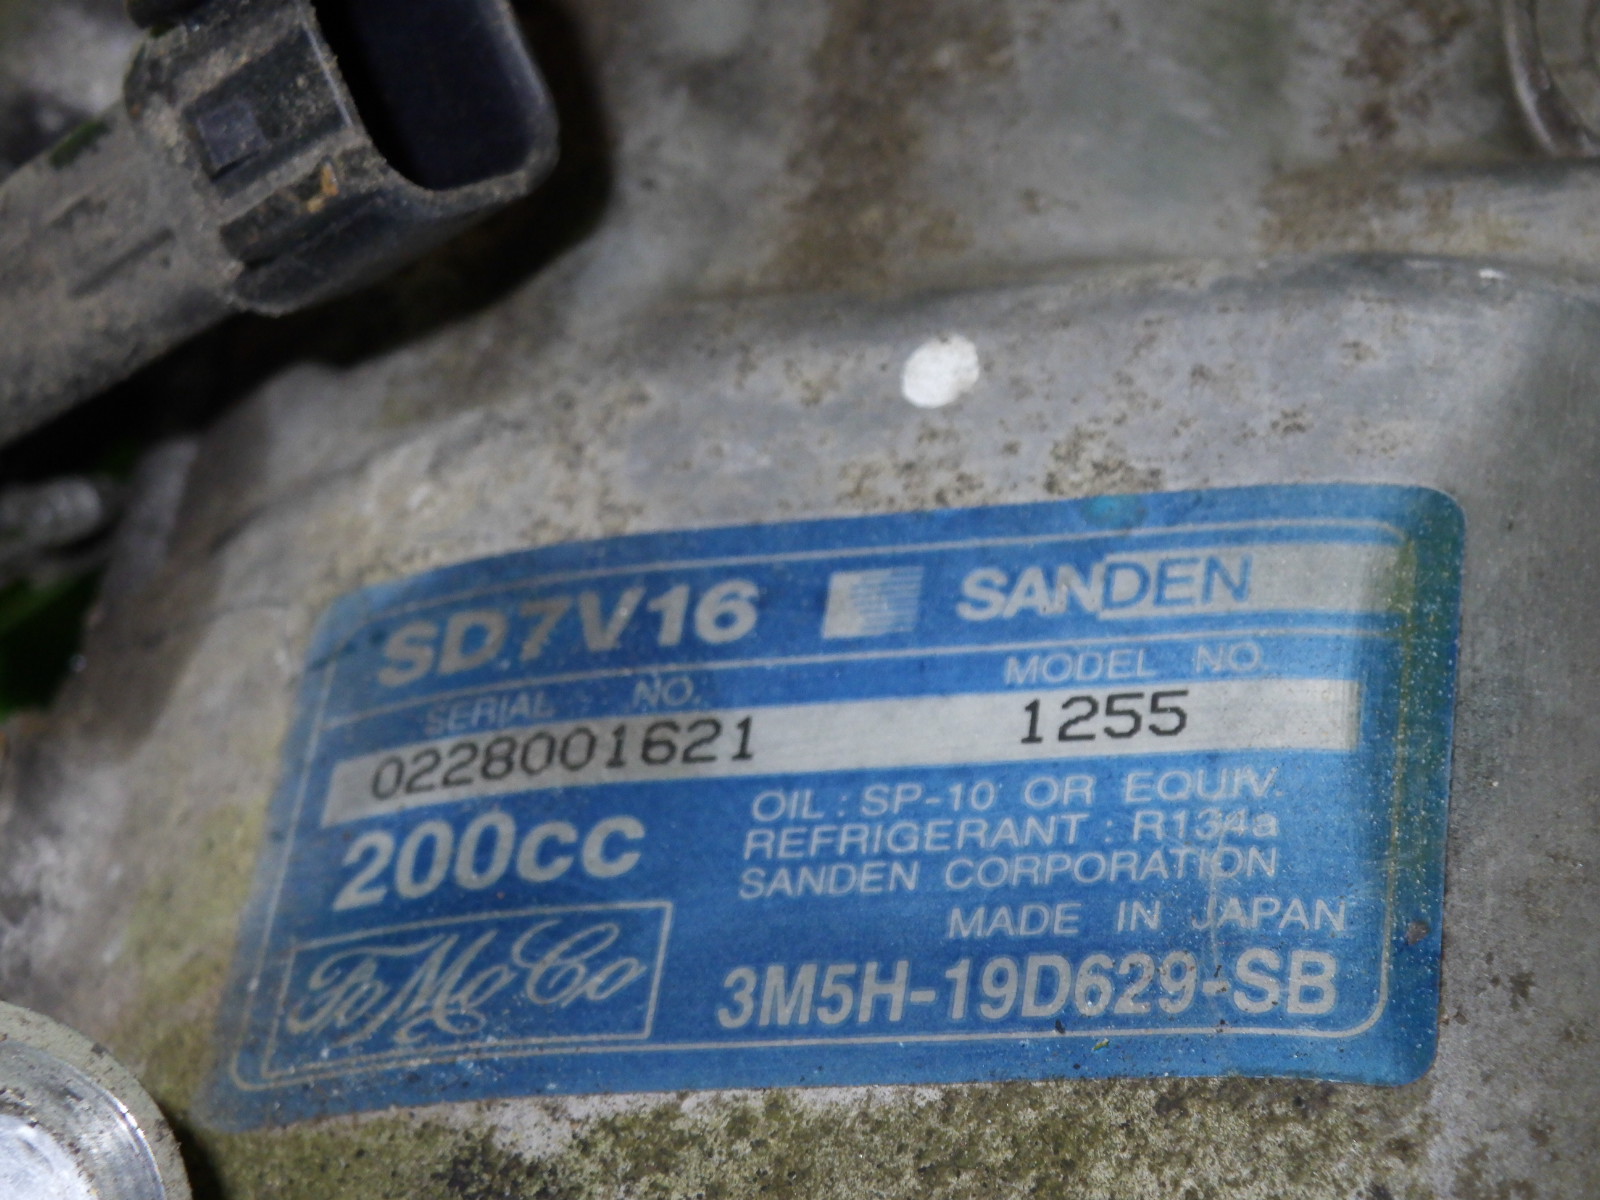 SD7V16 SANDEN
SERIAL NO. MODEL NO.
0228001621 1255
200cc
OIL : SP-10 OR EQUIV.
REFRIGERANT : R134a
SANDEN CORPORATION
MADE IN JAPAN
FoMoCo
3M5H-19D629-SB